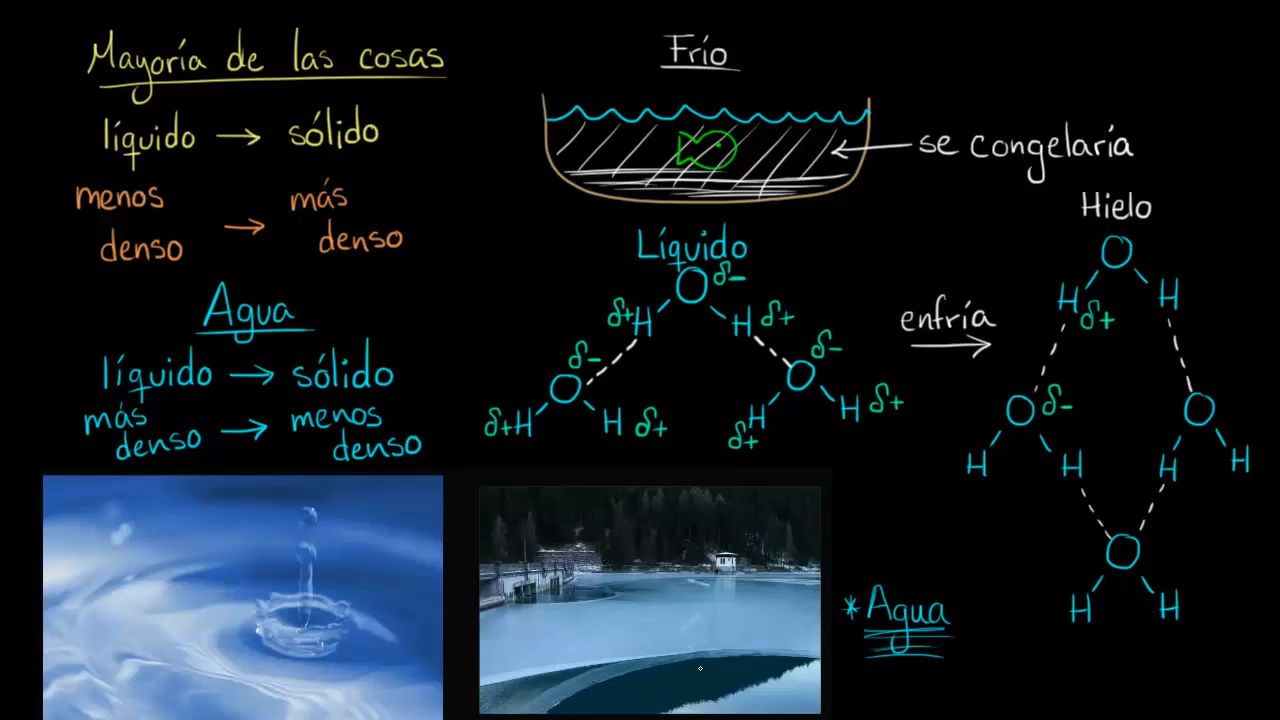 Mayoría de las cosas
líquido → sólido
menos denso → más denso
Agua
líquido → sólido
más denso → menos denso
Frío
se congelaría
Líquido
O δ-
δ+ H H δ+
δ- O O δ-
δ+ H H δ+ δ+ H H δ+
enfría
Hielo
O
H δ+ H
O δ- O
H H H H
O
H H
*Agua